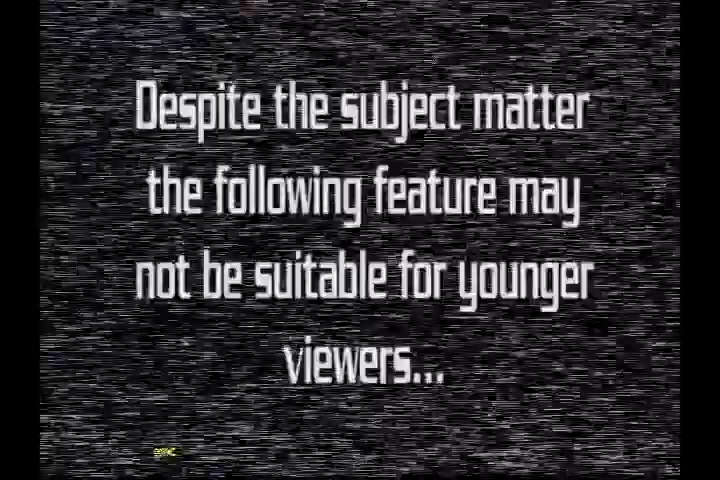 Despite the subject matter
the following feature may
not be suitable for younger
viewers...